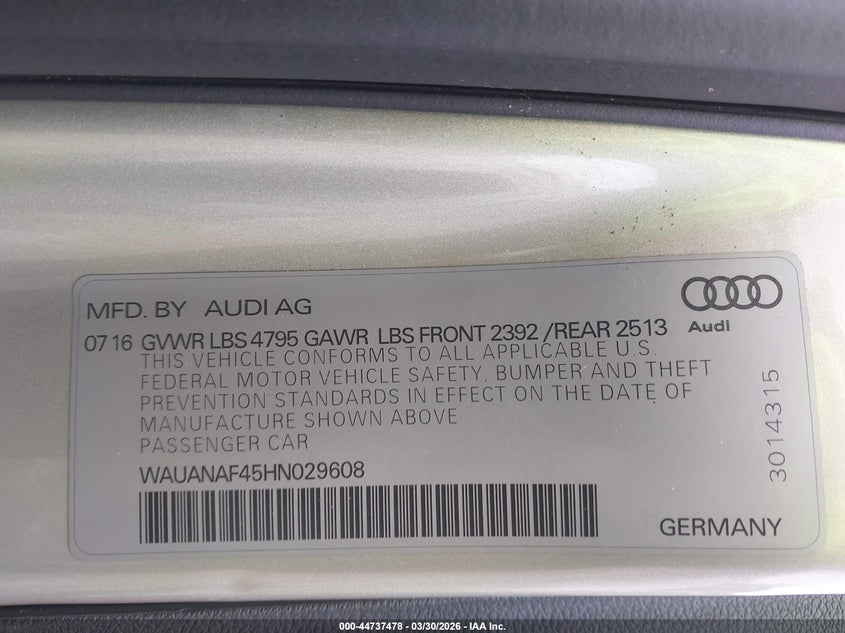 MFD. BY AUDI AG
Audi
07 16 GVWR LBS 4795 GAWR LBS FRONT 2392 /REAR 2513
THIS VEHICLE CONFORMS TO ALL APPLICABLE U.S.
FEDERAL MOTOR VEHICLE SAFETY, BUMPER AND THEFT
PREVENTION STANDARDS IN EFFECT ON THE DATE OF
MANUFACTURE SHOWN ABOVE
PASSENGER CAR
WAUANAF45HN029608
3014315
GERMANY
000-44737478 — 03/30/2026 — IAA Inc.